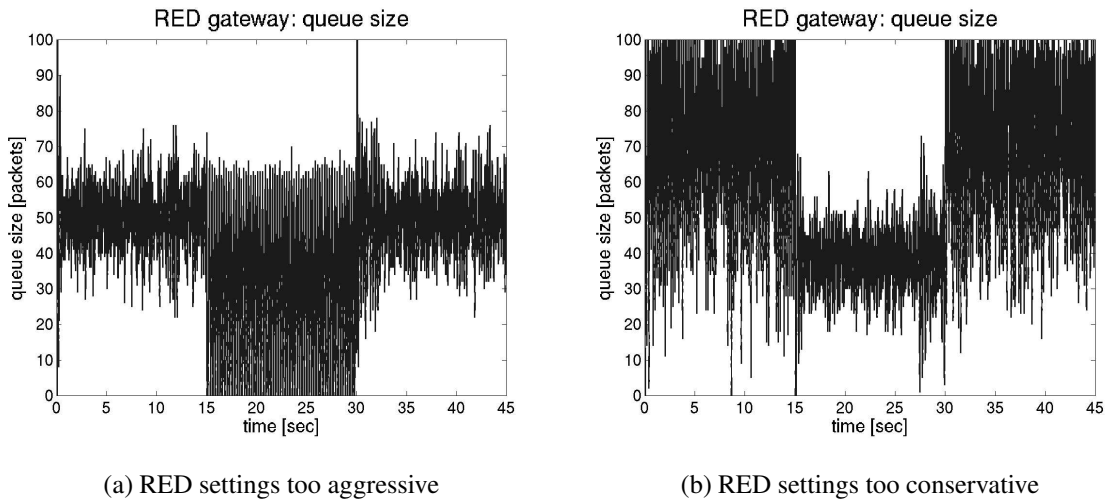 RED gateway: queue size
100
90
80
70
60
50
40
30
20
10
0
queue size [packets]
0 5 10 15 20 25 30 35 40 45
time [sec]
(a) RED settings too aggressive
RED gateway: queue size
100
90
80
70
60
50
40
30
20
10
0
queue size [packets]
0 5 10 15 20 25 30 35 40 45
time [sec]
(b) RED settings too conservative